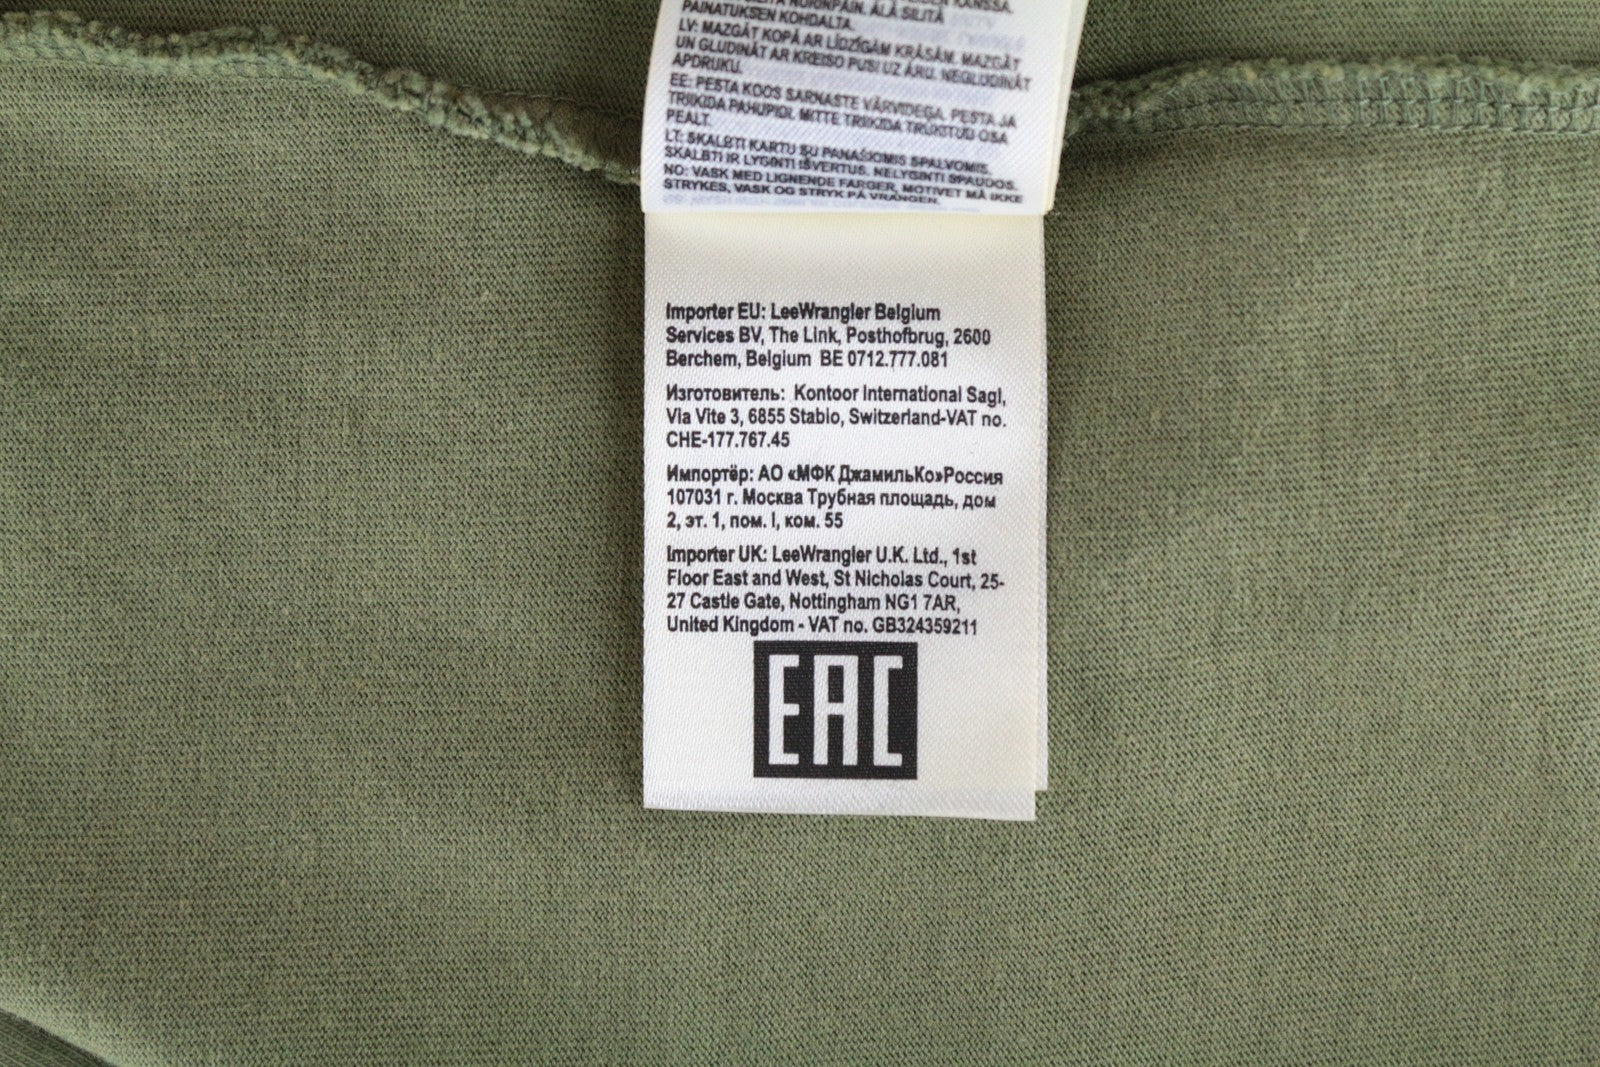 PAINATUKSEN KOHDALTA.
LV: MAZGĀT KOPĀ AR LĪDZĪGĀM KRĀSĀM. MAZGĀT
UN GLUDINĀT AR KREISO PUSI UZ ĀRU. NEGLUDINĀT
APDRUKU.
EE: PESTA KOOS SARNASTE VÄRVIDEGA. PESTA JA
TRIIKIDA PAHUPIDI. MITTE TRIIKIDA TRÜKITUD OSA
PEALT.
LT: SKALBTI KARTU SU PANAŠIOMIS SPALVOMIS.
SKALBTI IR LYGINTI IŠVERTUS. NELYGINTI SPAUDOS.
NO: VASK MED LIGNENDE FARGER, MOTIVET MÅ IKKE
STRYKES, VASK OG STRYK PÅ VRANGEN.
Importer EU: LeeWrangler Belgium
Services BV, The Link, Posthofbrug, 2600
Berchem, Belgium BE 0712.777.081
Изготовитель: Kontoor International Sagl,
Via Vite 3, 6855 Stabio, Switzerland-VAT no.
CHE-177.767.45
Импортёр: АО «МФК ДжамильКо»Россия
107031 г. Москва Трубная площадь, дом
2, эт. 1, пом. I, ком. 55
Importer UK: LeeWrangler U.K. Ltd., 1st
Floor East and West, St Nicholas Court, 25-
27 Castle Gate, Nottingham NG1 7AR,
United Kingdom - VAT no. GB324359211
EAC